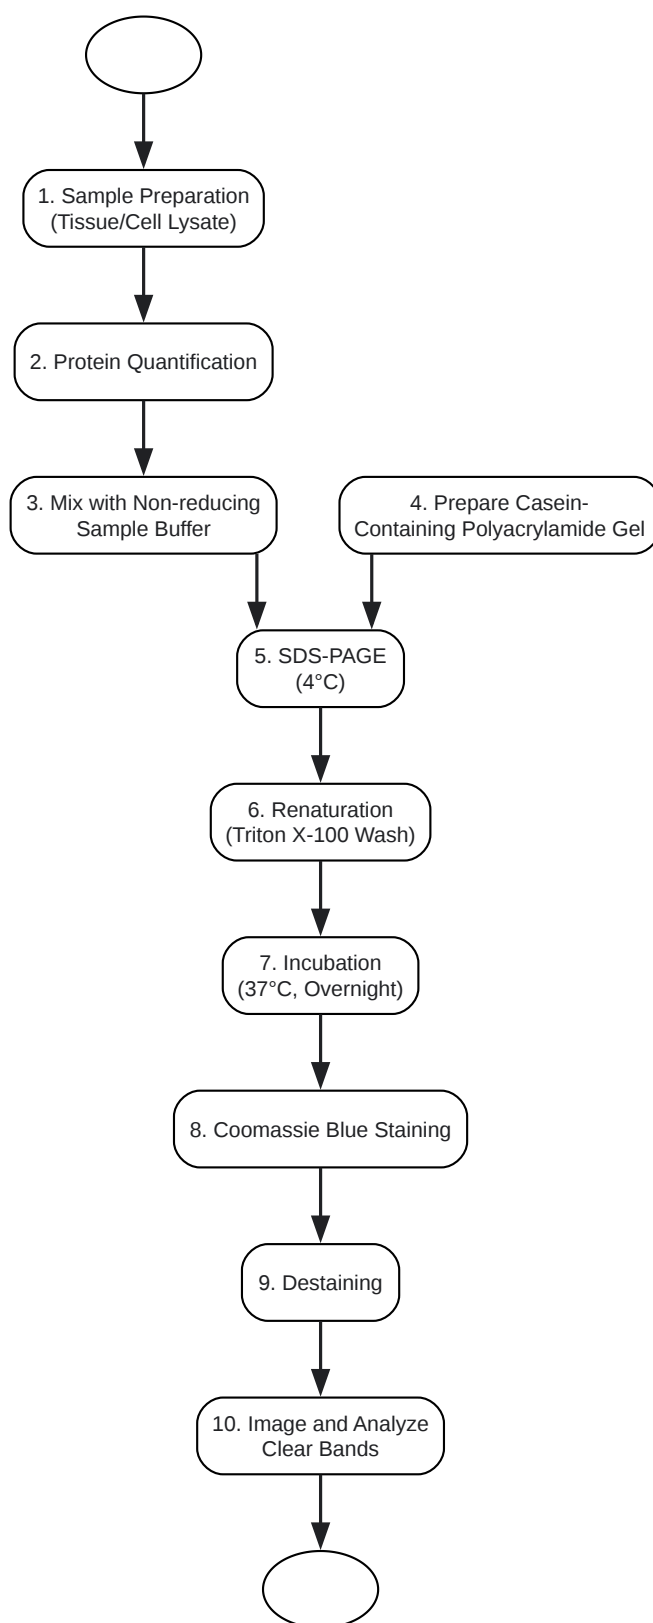 1. Sample Preparation
(Tissue/Cell Lysate)
2. Protein Quantification
3. Mix with Non-reducing
Sample Buffer
4. Prepare Casein-
Containing Polyacrylamide Gel
5. SDS-PAGE
(4°C)
6. Renaturation
(Triton X-100 Wash)
7. Incubation
(37°C, Overnight)
8. Coomassie Blue Staining
9. Destaining
10. Image and Analyze
Clear Bands